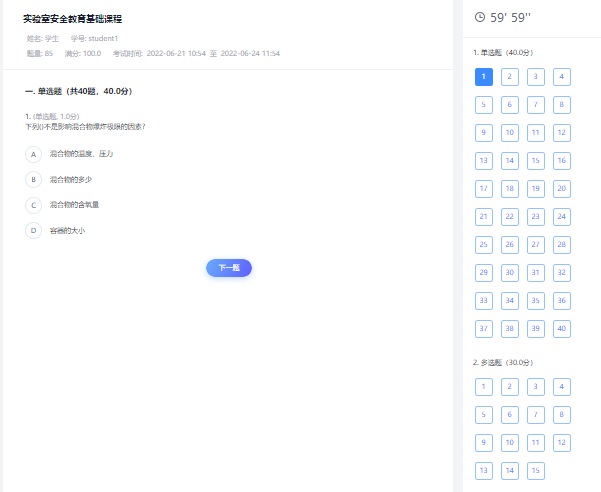 实验室安全教育基础课程
姓名: 学生 学号: student1
题量: 85 满分: 100.0 考试时间: 2022-06-21 10:54 至 2022-06-24 11:54
一. 单选题（共40题，40.0分）
1. (单选题, 1.0分)
下列()不是影响混合物爆炸极限的因素？
A 混合物的温度、压力
B 混合物的多少
C 混合物的含氧量
D 容器的大小
下一题
59' 59''
1. 单选题（40.0分）
1 2 3 4
5 6 7 8
9 10 11 12
13 14 15 16
17 18 19 20
21 22 23 24
25 26 27 28
29 30 31 32
33 34 35 36
37 38 39 40
2. 多选题（30.0分）
1 2 3 4
5 6 7 8
9 10 11 12
13 14 15